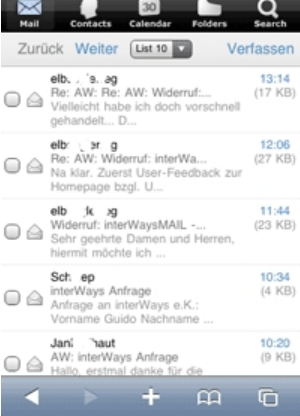 30
Mail Contacts Calendar Folders Search
Zurück Weiter List 10 Verfassen
13:14
Re: AW: Re: AW: Widerruf:... (17 KB)
Vielleicht habe ich doch vorschnell
gehandelt... D...
12:06
Re: AW: Widerruf: interWa... (27 KB)
Na klar. Zuerst User-Feedback zur
Homepage bzgl. U...
11:44
Widerruf: interWaysMAIL -... (23 KB)
Sehr geehrte Damen und Herren,
hiermit möchte ich ...
10:34
interWays Anfrage (4 KB)
Anfrage an interWays e.K.:
Vorname Guido Nachname ...
10:20
AW: interWays Anfrage (9 KB)
Hallo, erstmal danke für die